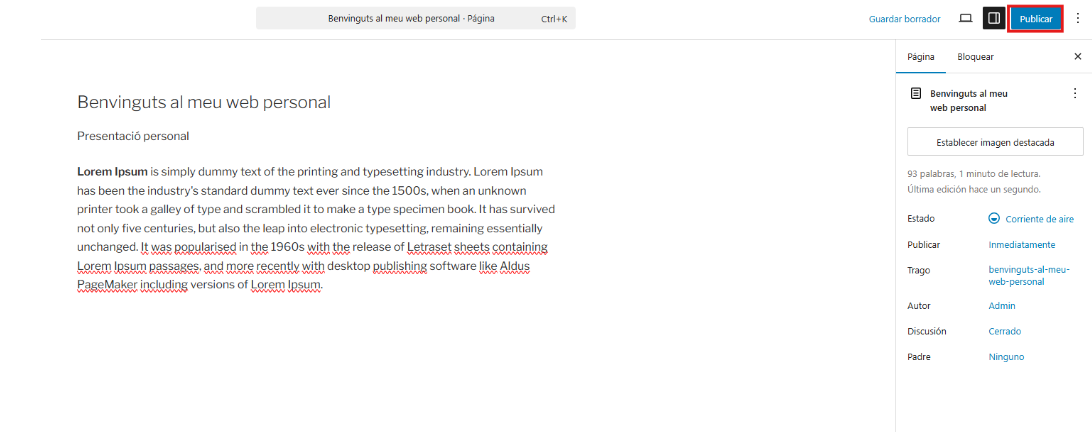 Benvinguts al meu web personal · Página Ctrl+K
Guardar borrador
Publicar
Página Bloquear
Benvinguts al meu web personal
Presentació personal
Lorem Ipsum is simply dummy text of the printing and typesetting industry. Lorem Ipsum
has been the industry's standard dummy text ever since the 1500s, when an unknown
printer took a galley of type and scrambled it to make a type specimen book. It has survived
not only five centuries, but also the leap into electronic typesetting, remaining essentially
unchanged. It was popularised in the 1960s with the release of Letraset sheets containing
Lorem Ipsum passages, and more recently with desktop publishing software like Aldus
PageMaker including versions of Lorem Ipsum.
Benvinguts al meu
web personal
Establecer imagen destacada
93 palabras, 1 minuto de lectura.
Última edición hace un segundo.
Estado Corriente de aire
Publicar Inmediatamente
Trago benvinguts-al-meu-
web-personal
Autor Admin
Discusión Cerrado
Padre Ninguno